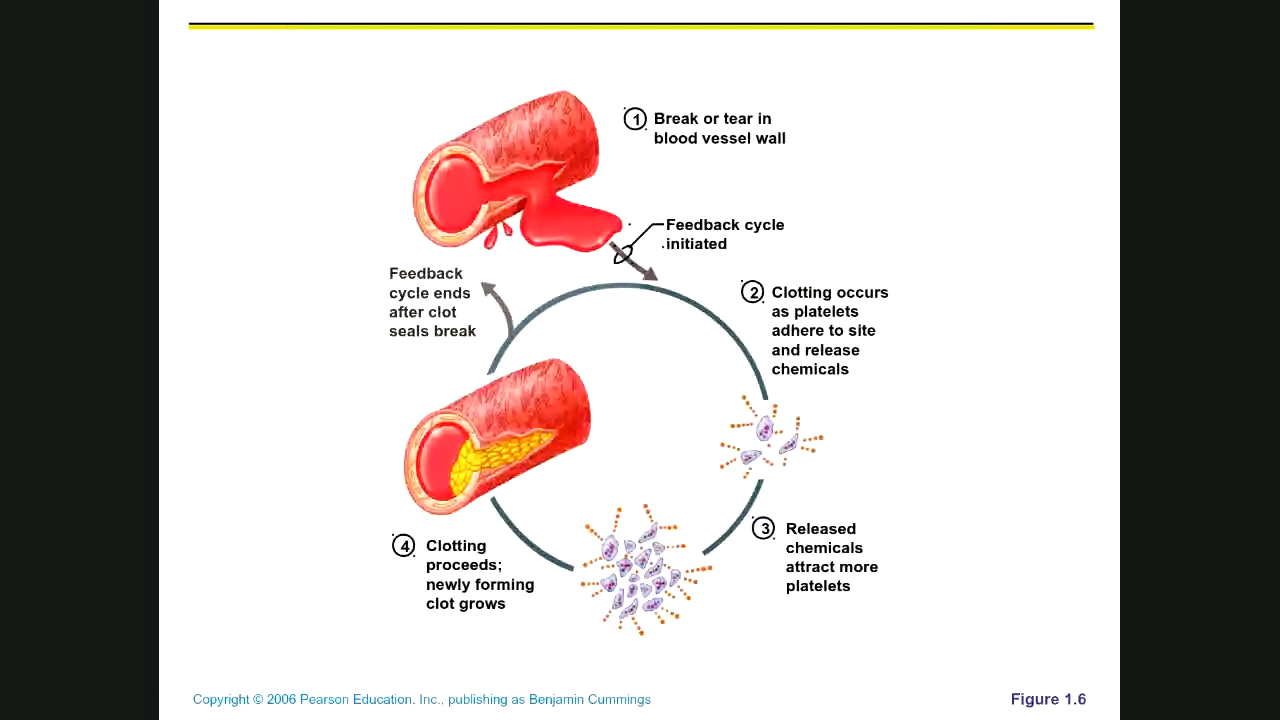 1 Break or tear in
blood vessel wall
Feedback cycle
initiated
Feedback
cycle ends
after clot
seals break
2 Clotting occurs
as platelets
adhere to site
and release
chemicals
3 Released
chemicals
attract more
platelets
4 Clotting
proceeds;
newly forming
clot grows
Copyright © 2006 Pearson Education, Inc., publishing as Benjamin Cummings
Figure 1.6